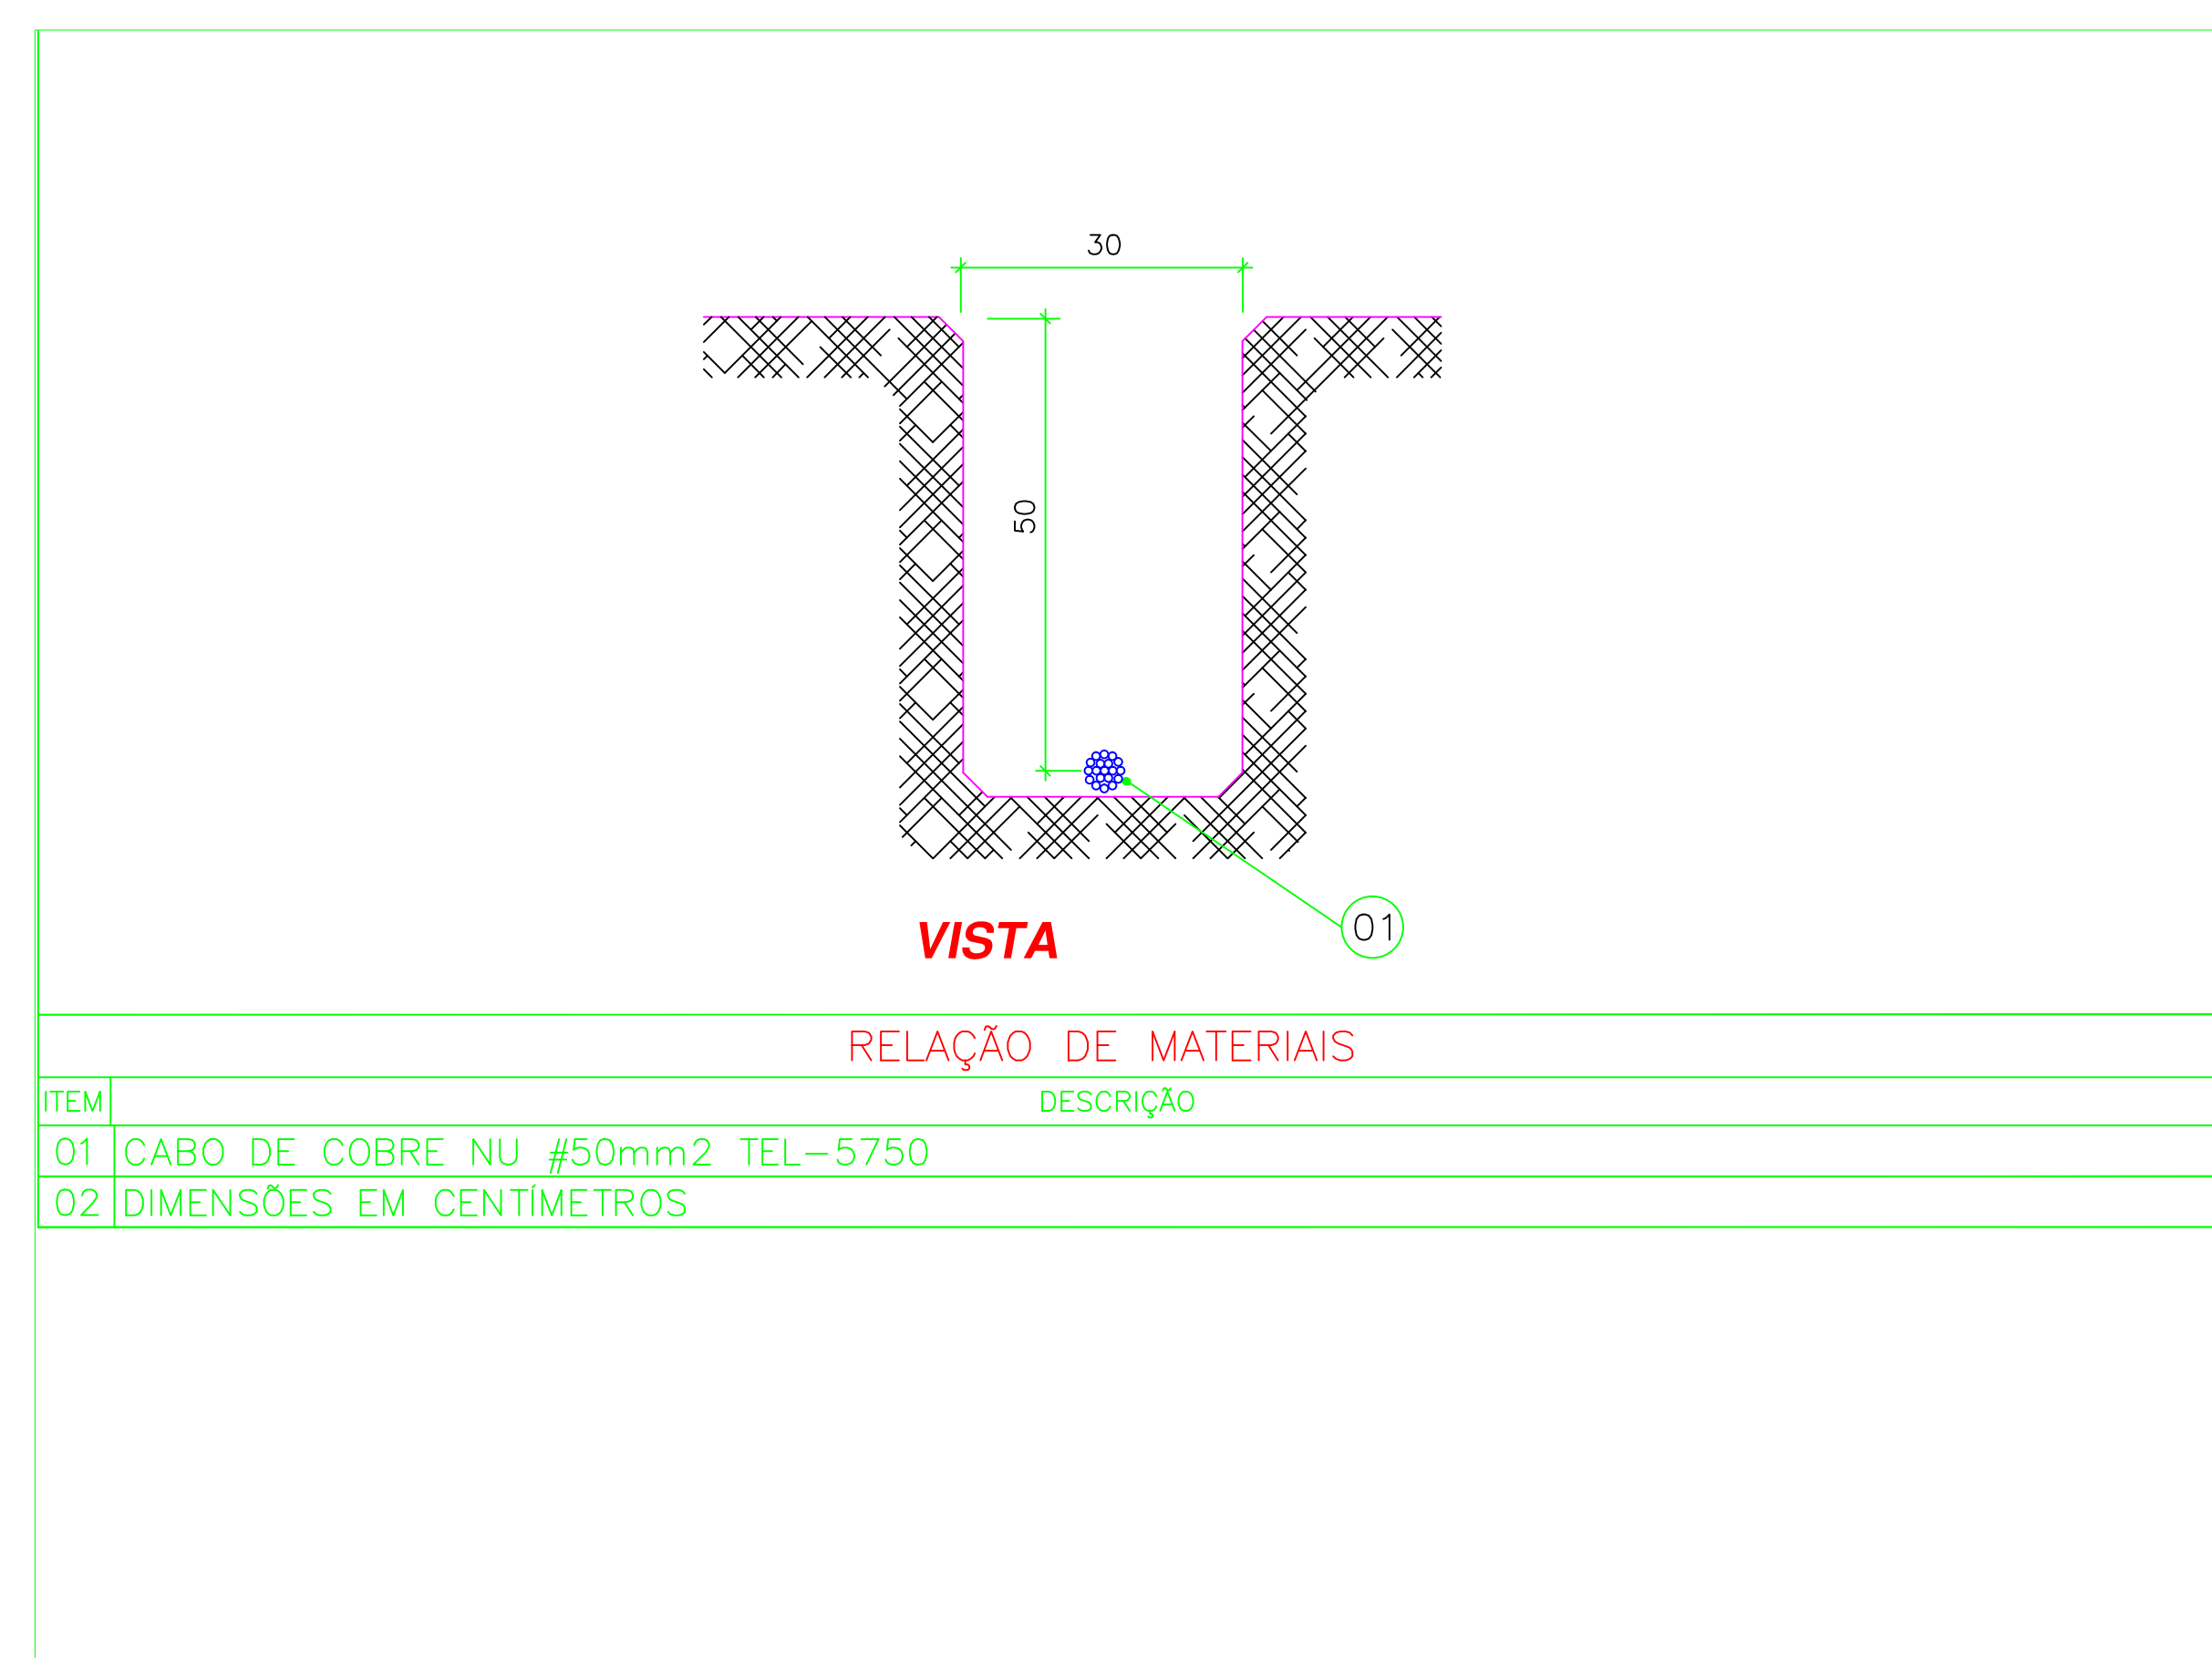 30
50
01
VISTA
RELAÇÃO DE MATERIAIS
ITEM DESCRIÇÃO
01 CABO DE COBRE NU #50mm2 TEL-5750
02 DIMENSÕES EM CENTÍMETROS